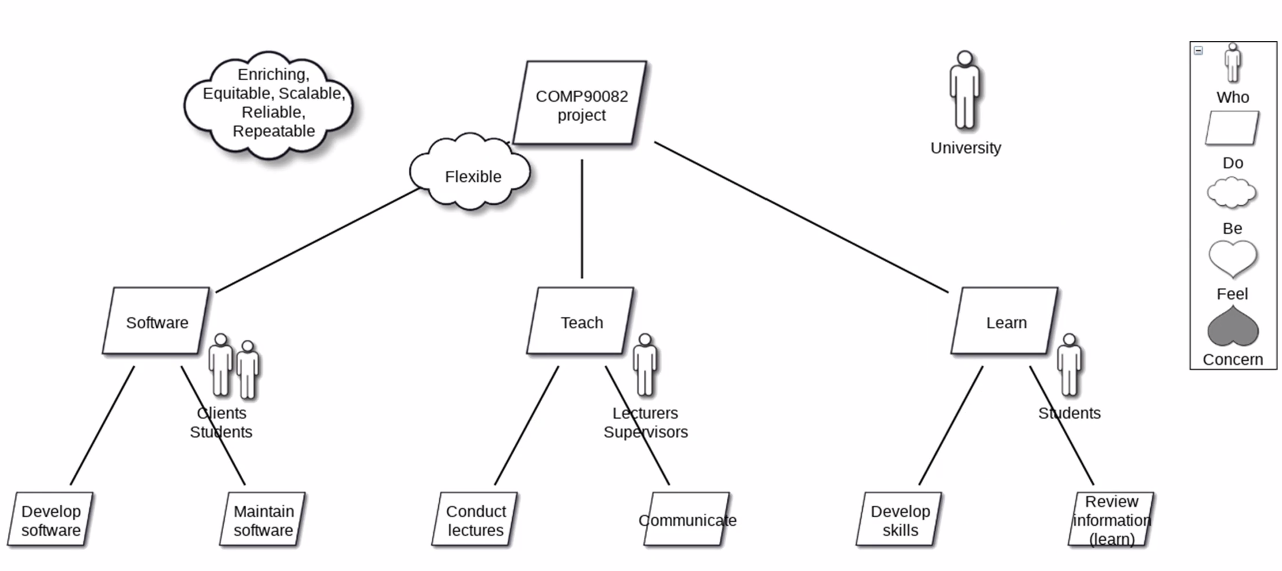 Enriching,
Equitable, Scalable,
Reliable,
Repeatable
COMP90082
project
University
Flexible
Software
Clients
Students
Teach
Lecturers
Supervisors
Learn
Students
Develop
software
Maintain
software
Conduct
lectures
Communicate
Develop
skills
Review
information
(learn)
Who
Do
Be
Feel
Concern